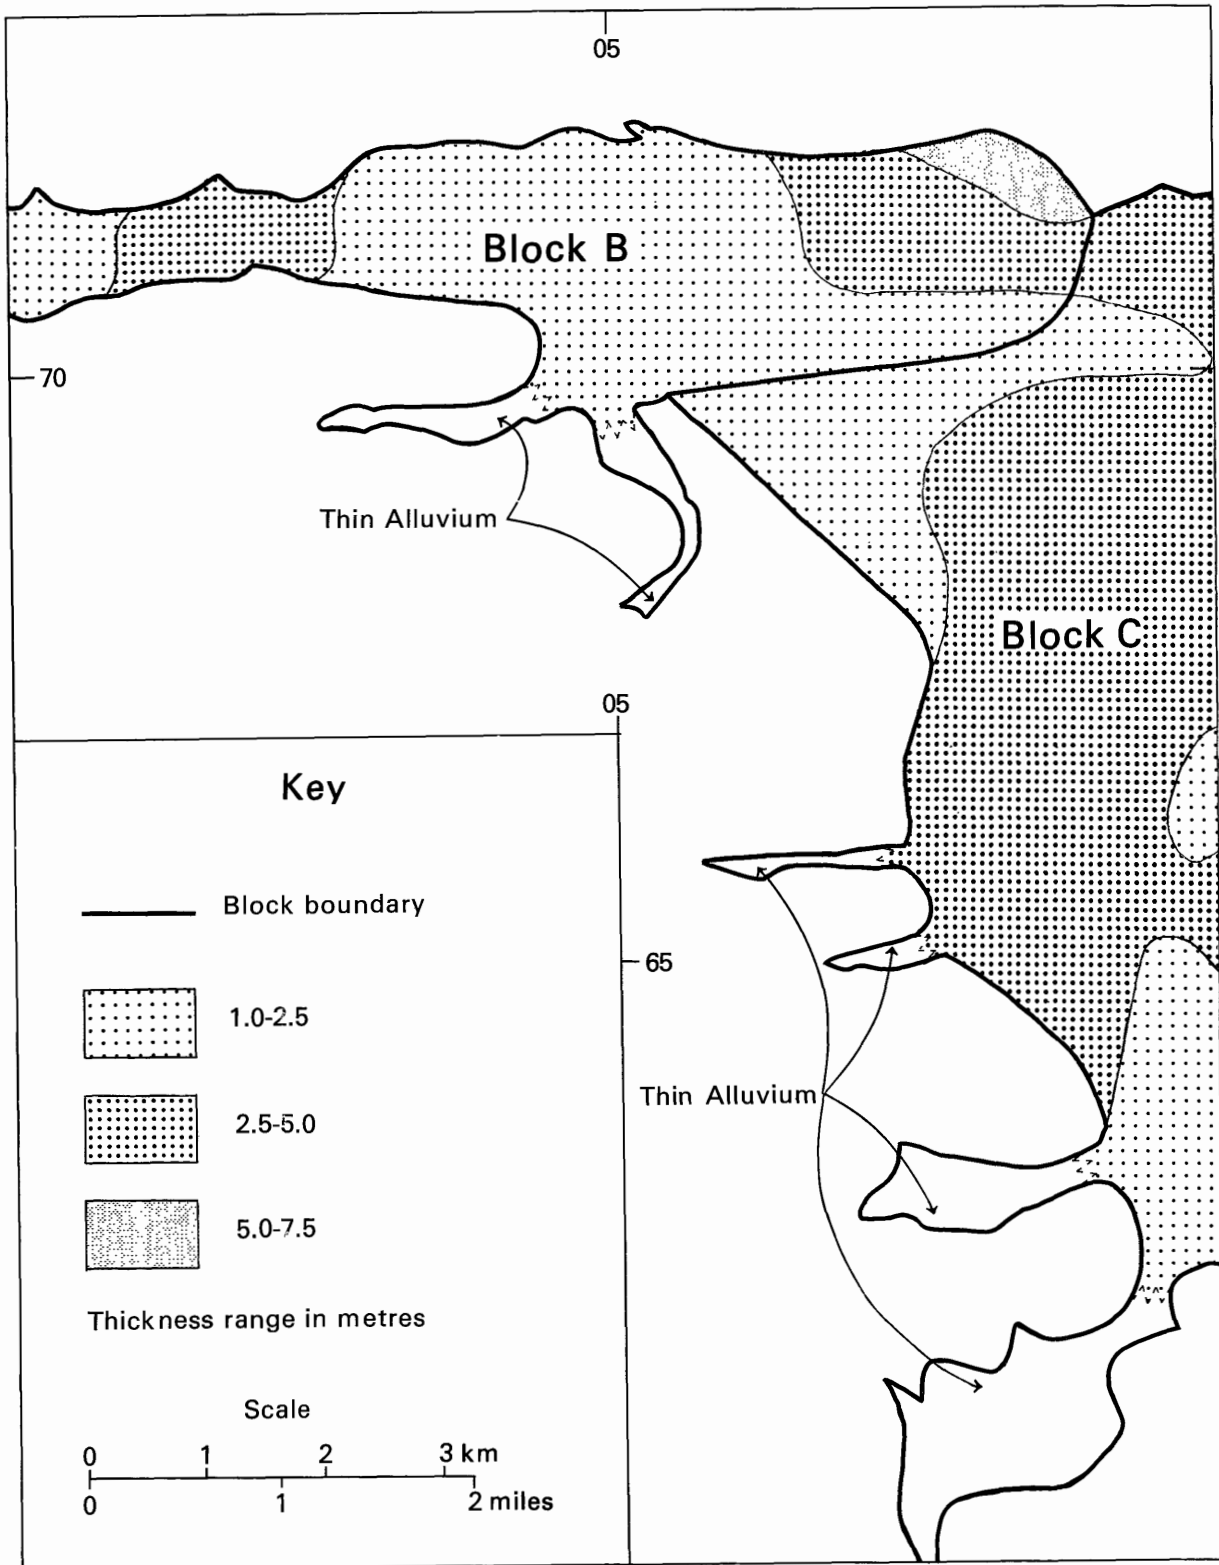 05
Block B
70
Thin Alluvium
Block C
05
Key
Block boundary
65
1.0-2.5
Thin Alluvium
2.5-5.0
5.0-7.5
Thickness range in metres
Scale
0 1 2 3 km
0 1 2 miles